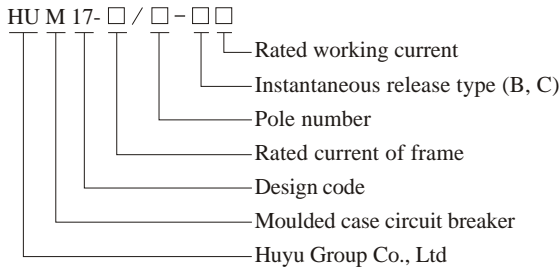 HU M 17-□/□-□□
Rated working current
Instantaneous release type (B, C)
Pole number
Rated current of frame
Design code
Moulded case circuit breaker
Huyu Group Co., Ltd